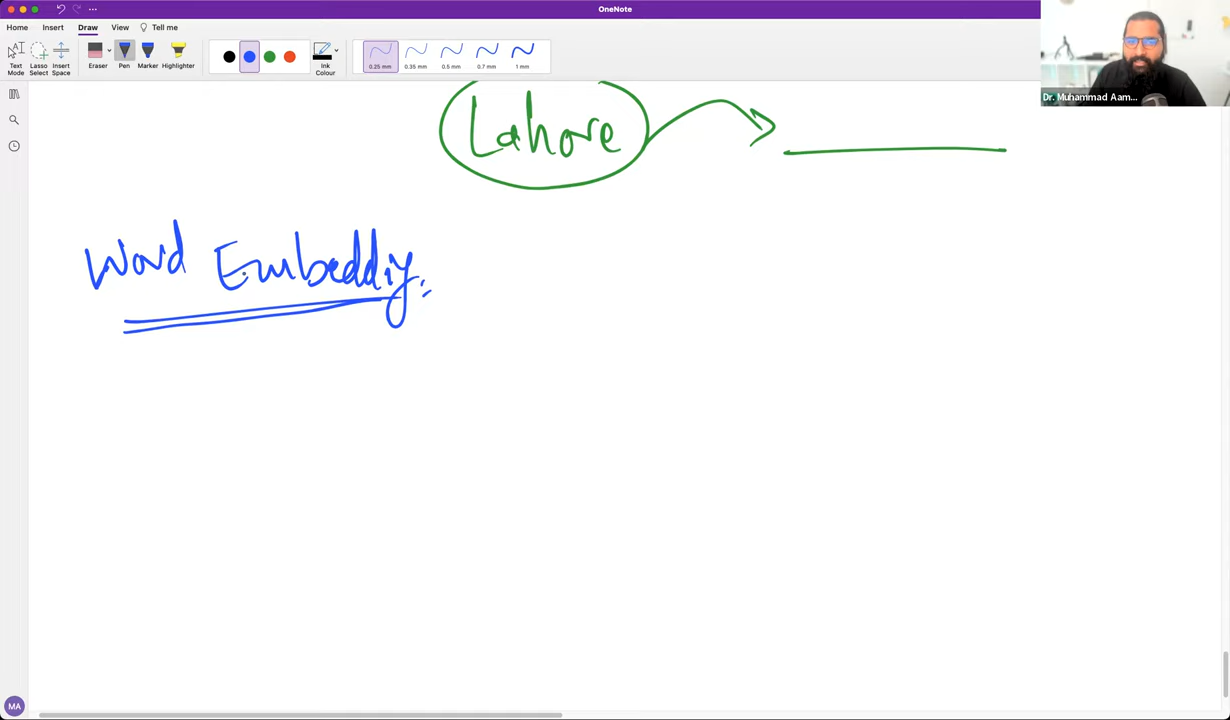 OneNote
Home Insert Draw View Tell me
Text Mode Lasso Select Insert Space Eraser Pen Marker Highlighter Ink Colour 0.25 mm 0.35 mm 0.5 mm 0.7 mm 1 mm
Dr. Muhammad Aam...
Lahore
Word Embeddiy:
MA